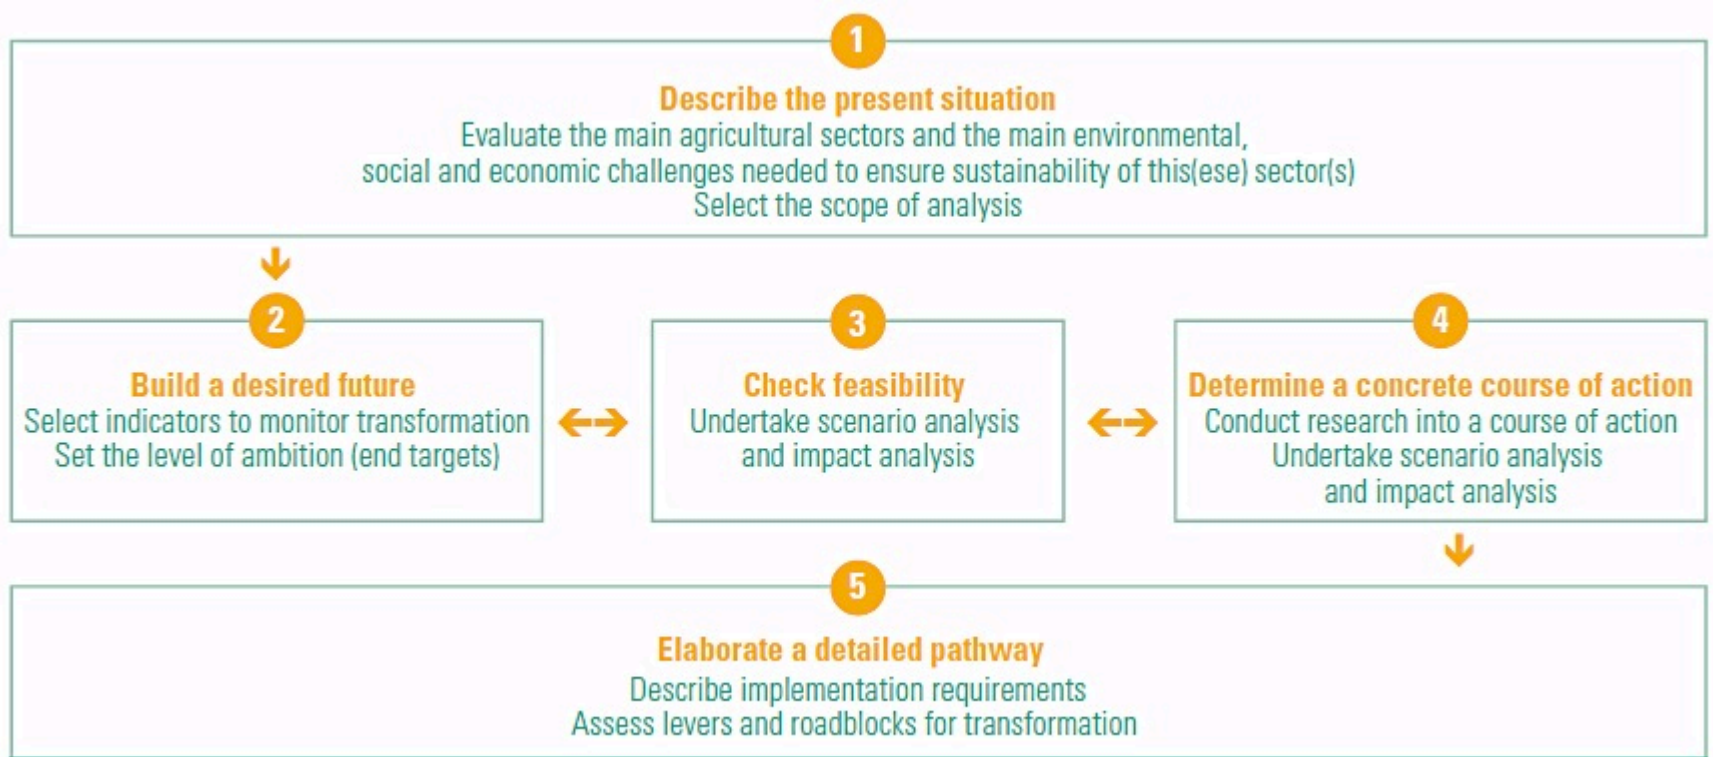 1
Describe the present situation
Evaluate the main agricultural sectors and the main environmental,
social and economic challenges needed to ensure sustainability of this(ese) sector(s)
Select the scope of analysis
2
Build a desired future
Select indicators to monitor transformation
Set the level of ambition (end targets)
3
Check feasibility
Undertake scenario analysis
and impact analysis
4
Determine a concrete course of action
Conduct research into a course of action
Undertake scenario analysis
and impact analysis
5
Elaborate a detailed pathway
Describe implementation requirements
Assess levers and roadblocks for transformation